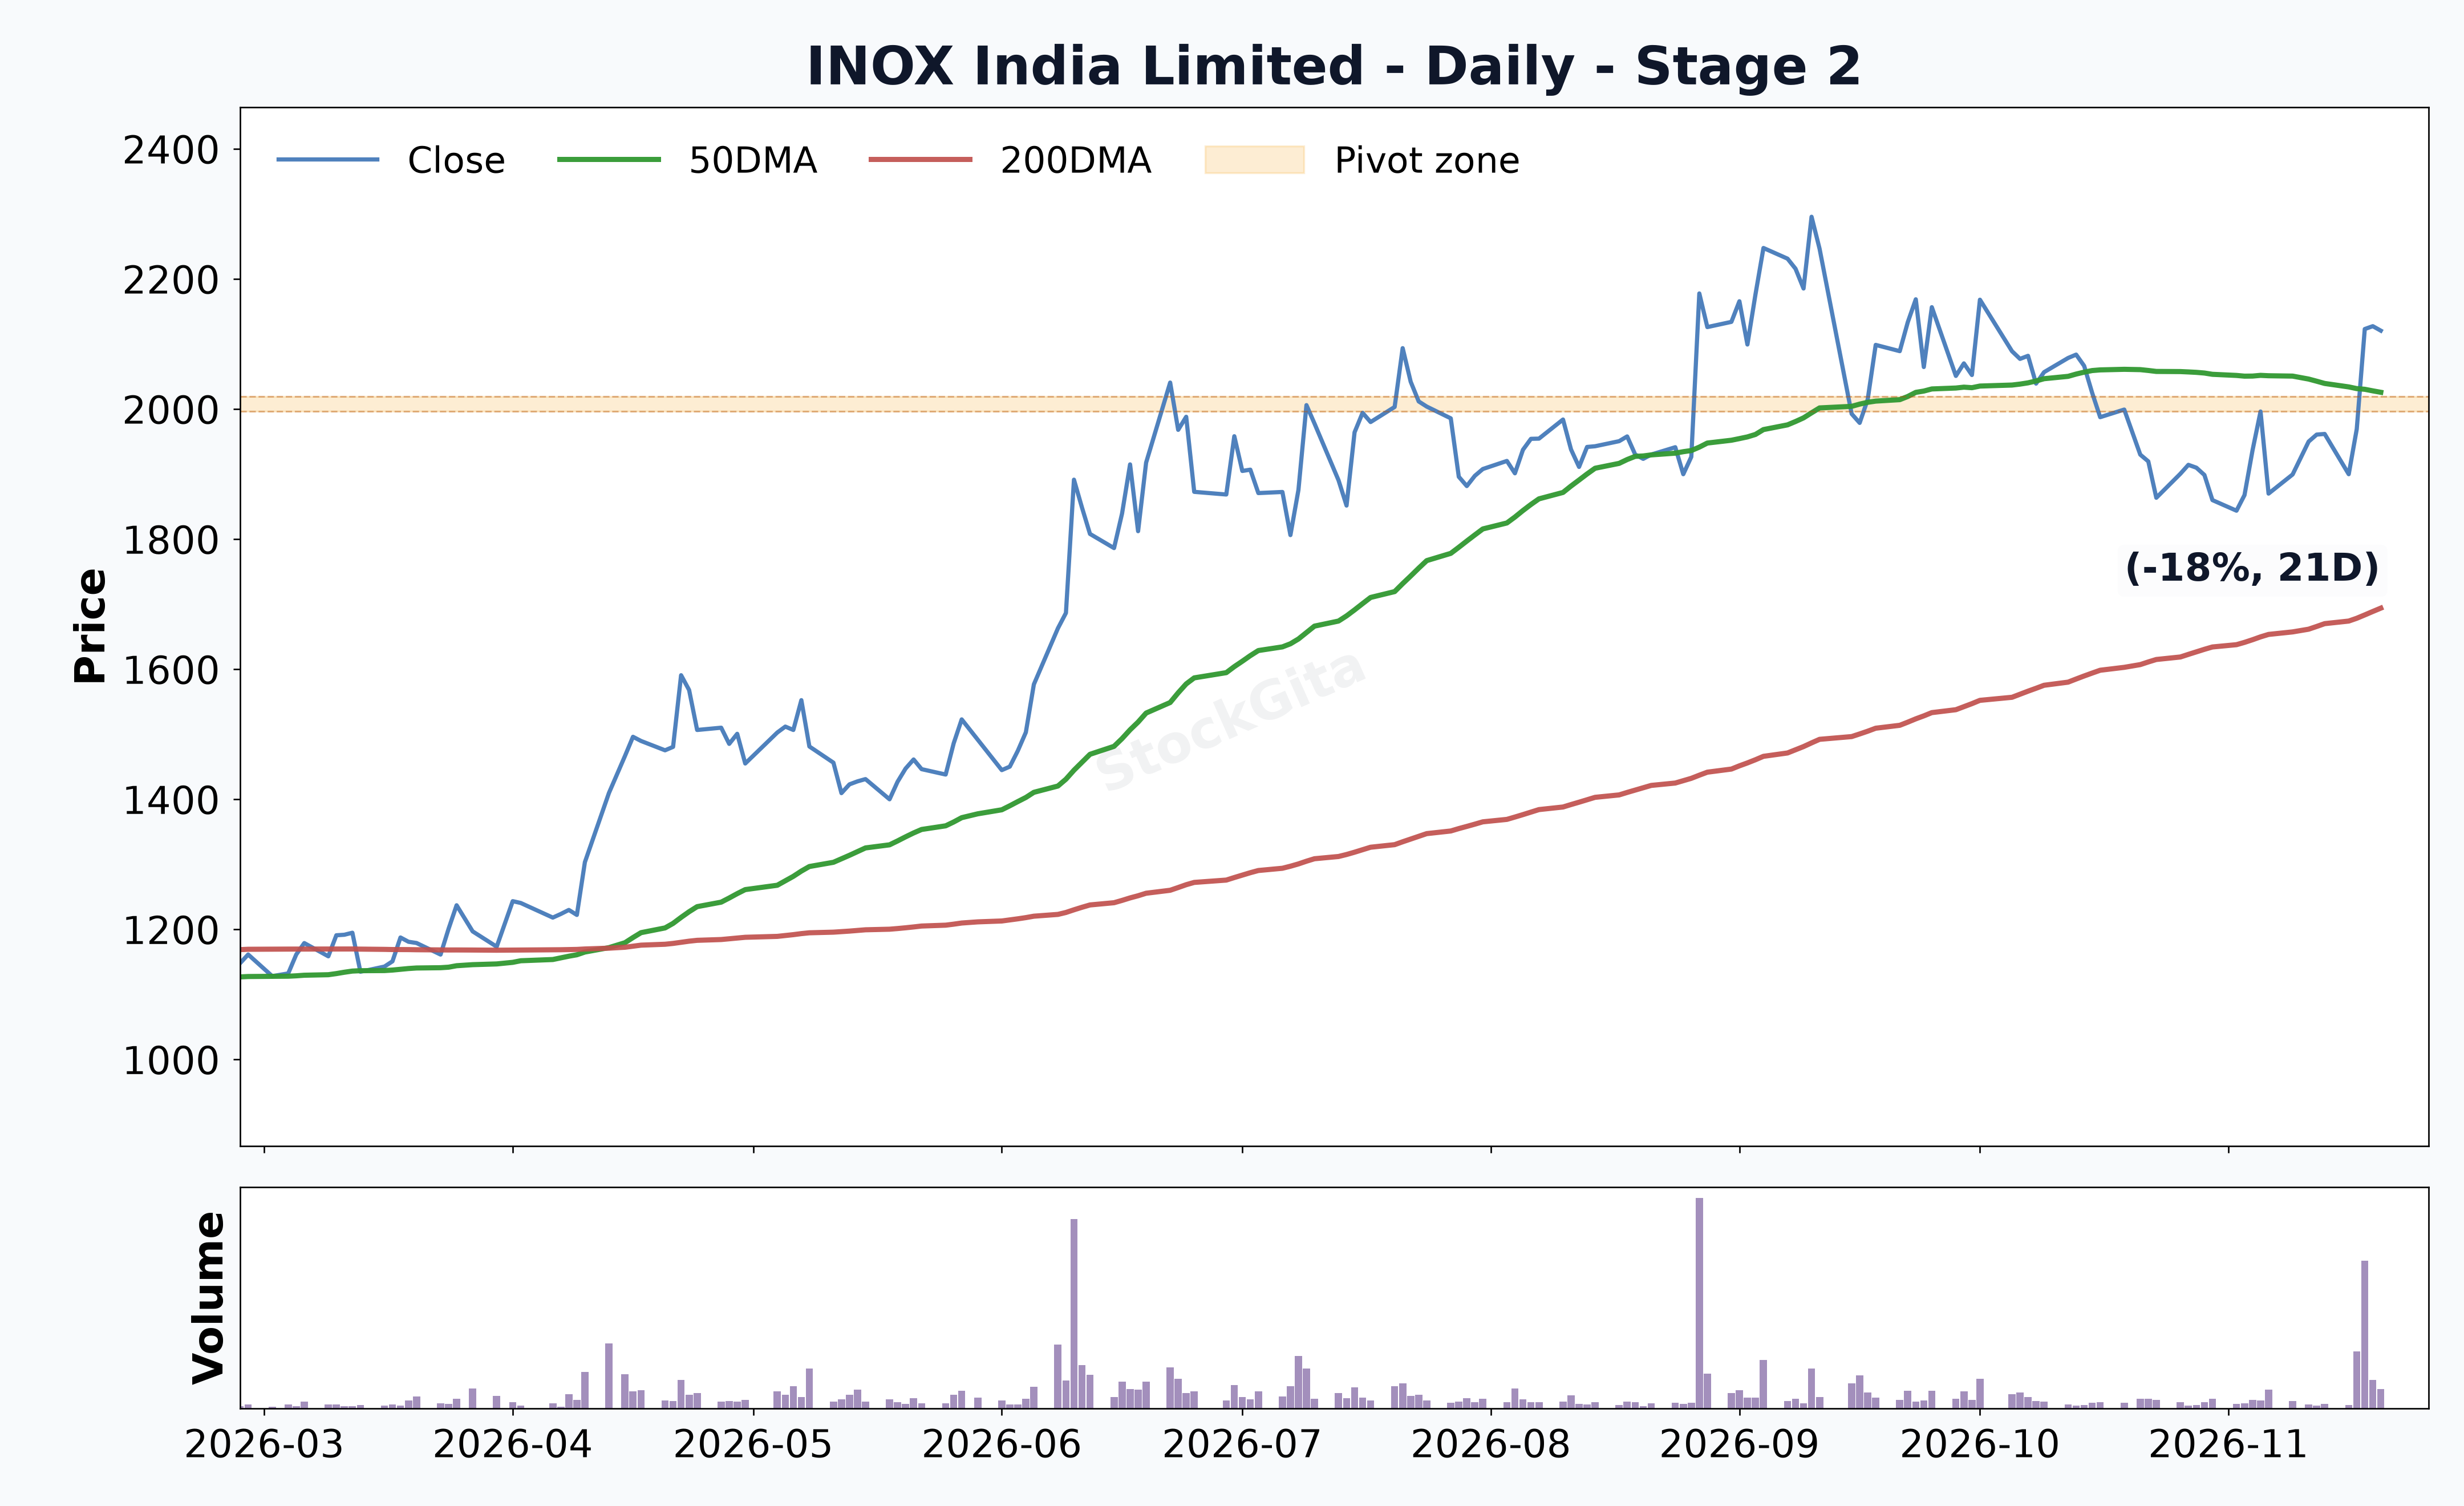 INOX India Limited - Daily - Stage 2
Close 50DMA 200DMA Pivot zone
Price
2400
2200
2000
1800
1600
1400
1200
1000
(-18%, 21D)
StockGita
Volume
2026-03 2026-04 2026-05 2026-06 2026-07 2026-08 2026-09 2026-10 2026-11